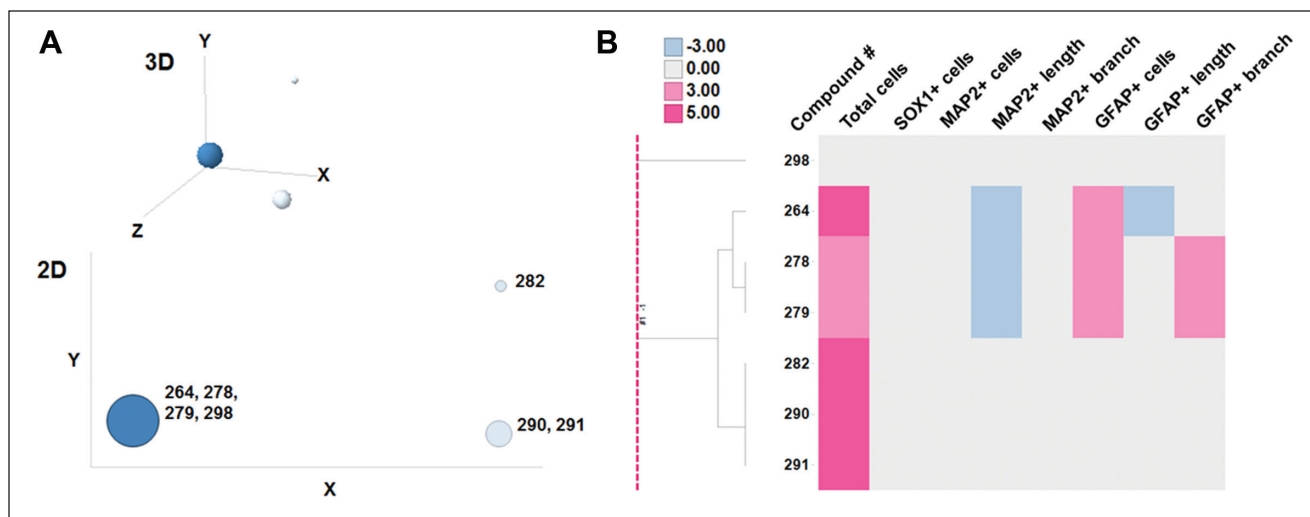 A
3D
Y
X
Z
2D
282
Y
264, 278,
279, 298
290, 291
X
B
-3.00
0.00
3.00
5.00
Compound #
Total cells
SOX1+ cells
MAP2+ cells
MAP2+ length
MAP2+ branch
GFAP+ cells
GFAP+ length
GFAP+ branch
298
264
278
279
282
290
291